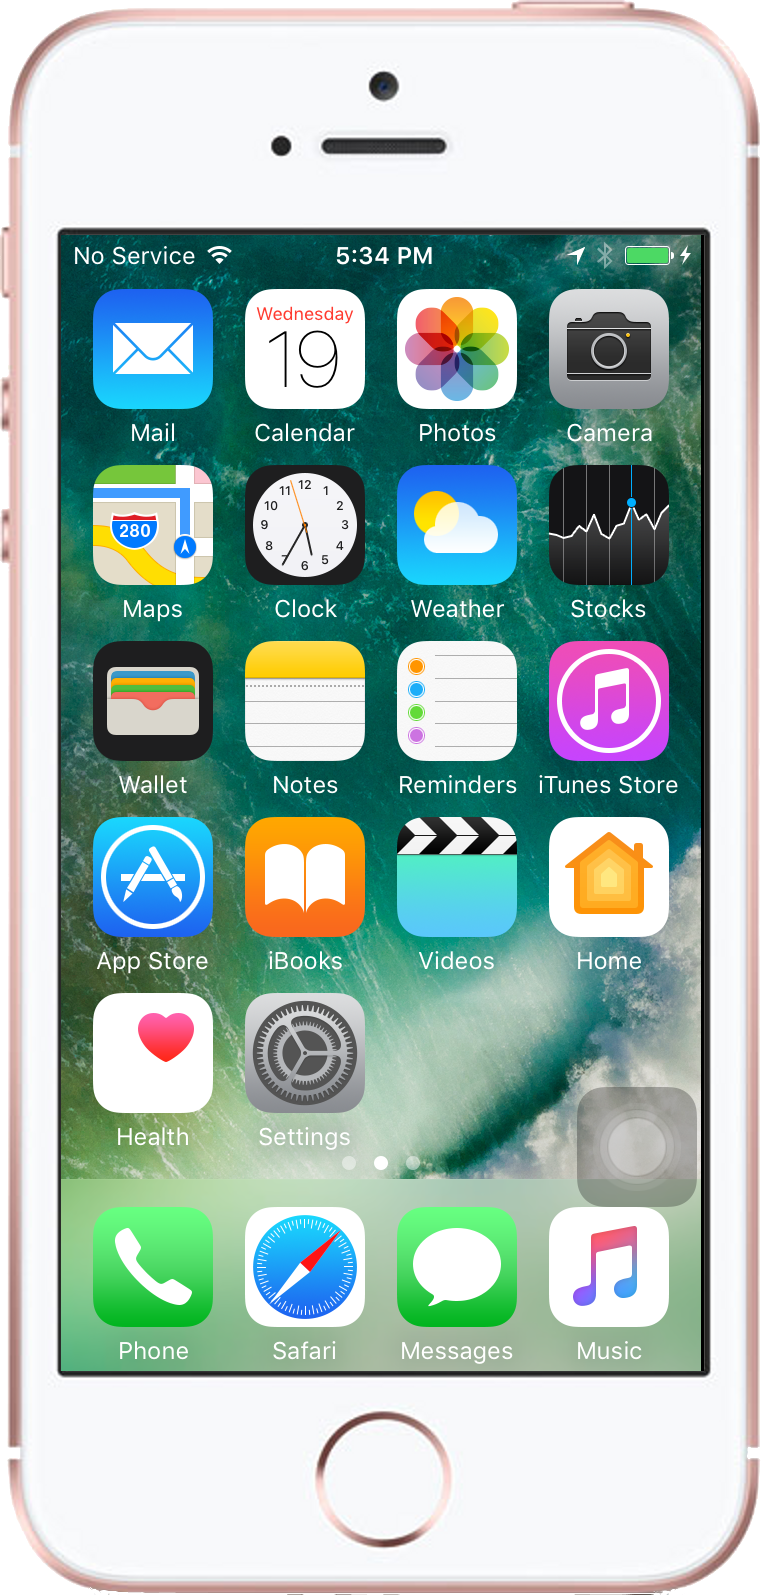 No Service 5:34 PM
Wednesday
19
Mail Calendar Photos Camera
280
11 12 1
10 2
9 3
8 4
7 6 5
Maps Clock Weather Stocks
Wallet Notes Reminders iTunes Store
App Store iBooks Videos Home
Health Settings
Phone Safari Messages Music